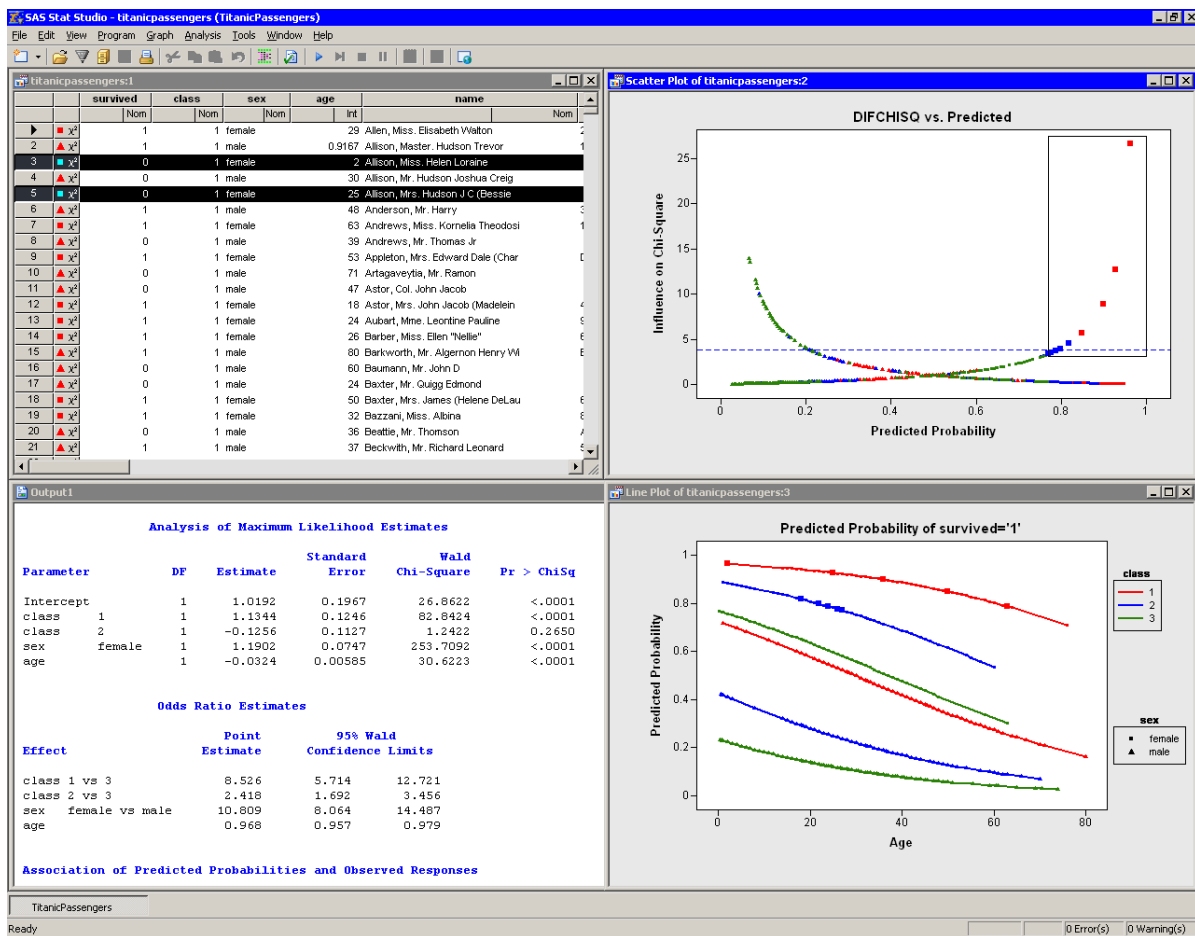 SAS Stat Studio - titanicpassengers (TitanicPassengers)
File Edit View Program Graph Analysis Tools Window Help
titanicpassengers:1
survived class sex age name
Nom Nom Nom Int Nom
χ² 1 1 female 29 Allen, Miss. Elisabeth Walton
2 χ² 1 1 male 0.9167 Allison, Master. Hudson Trevor
3 χ² 0 1 female 2 Allison, Miss. Helen Loraine
4 χ² 0 1 male 30 Allison, Mr. Hudson Joshua Creig
5 χ² 0 1 female 25 Allison, Mrs. Hudson J C (Bessie
6 χ² 1 1 male 48 Anderson, Mr. Harry
7 χ² 1 1 female 63 Andrews, Miss. Kornelia Theodosi
8 χ² 0 1 male 39 Andrews, Mr. Thomas Jr
9 χ² 1 1 female 53 Appleton, Mrs. Edward Dale (Char
10 χ² 0 1 male 71 Artagaveytia, Mr. Ramon
11 χ² 0 1 male 47 Astor, Col. John Jacob
12 χ² 1 1 female 18 Astor, Mrs. John Jacob (Madelein
13 χ² 1 1 female 24 Aubart, Mme. Leontine Pauline
14 χ² 1 1 female 26 Barber, Miss. Ellen "Nellie"
15 χ² 1 1 male 80 Barkworth, Mr. Algernon Henry Wi
16 χ² 0 1 male 60 Baumann, Mr. John D
17 χ² 0 1 male 24 Baxter, Mr. Quigg Edmond
18 χ² 1 1 female 50 Baxter, Mrs. James (Helene DeLau
19 χ² 1 1 female 32 Bazzani, Miss. Albina
20 χ² 0 1 male 36 Beattie, Mr. Thomson
21 χ² 1 1 male 37 Beckwith, Mr. Richard Leonard
Scatter Plot of titanicpassengers:2
DIFCHISQ vs. Predicted
Influence on Chi-Square
25
20
15
10
5
0
0 0.2 0.4 0.6 0.8 1
Predicted Probability
Output1
Analysis of Maximum Likelihood Estimates
Standard Wald
Parameter DF Estimate Error Chi-Square Pr > ChiSq
Intercept 1 1.0192 0.1967 26.8622 <.0001
class 1 1 1.1344 0.1246 82.8424 <.0001
class 2 1 -0.1256 0.1127 1.2422 0.2650
sex female 1 1.1902 0.0747 253.7092 <.0001
age 1 -0.0324 0.00585 30.6223 <.0001
Odds Ratio Estimates
Point 95% Wald
Effect Estimate Confidence Limits
class 1 vs 3 8.526 5.714 12.721
class 2 vs 3 2.418 1.692 3.456
sex female vs male 10.809 8.064 14.487
age 0.968 0.957 0.979
Association of Predicted Probabilities and Observed Responses
Line Plot of titanicpassengers:3
Predicted Probability of survived='1'
Predicted Probability
1
0.8
0.6
0.4
0.2
0
0 20 40 60 80
Age
class
1
2
3
sex
female
male
TitanicPassengers
Ready
0 Error(s) 0 Warning(s)